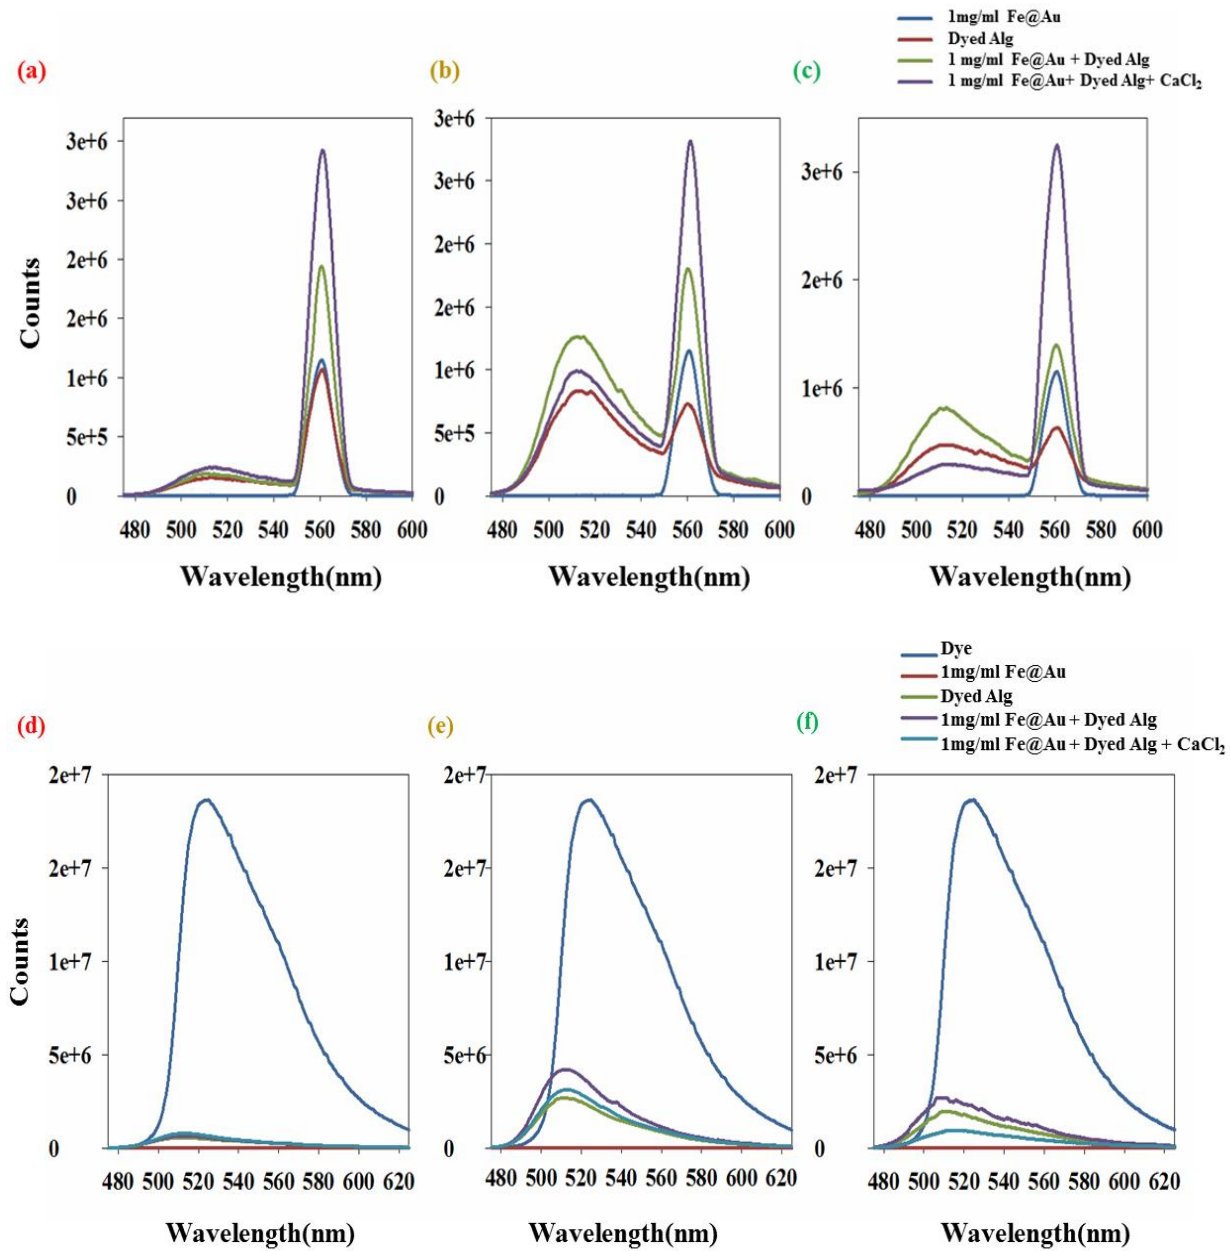 1mg/ml Fe@Au
Dyed Alg
1 mg/ml Fe@Au + Dyed Alg
1 mg/ml Fe@Au+ Dyed Alg+ CaCl₂
(a) (b) (c)
3e+6
3e+6
2e+6
2e+6
1e+6
5e+5
0
480 500 520 540 560 580 600
3e+6
3e+6
2e+6
2e+6
1e+6
5e+5
0
480 500 520 540 560 580 600
3e+6
2e+6
1e+6
0
480 500 520 540 560 580 600
Counts
Wavelength(nm) Wavelength(nm) Wavelength(nm)
Dye
1mg/ml Fe@Au
Dyed Alg
1mg/ml Fe@Au + Dyed Alg
1mg/ml Fe@Au + Dyed Alg + CaCl₂
(d) (e) (f)
2e+7
2e+7
1e+7
5e+6
0
480 500 520 540 560 580 600 620
2e+7
2e+7
1e+7
5e+6
0
480 500 520 540 560 580 600 620
2e+7
2e+7
1e+7
5e+6
0
480 500 520 540 560 580 600 620
Counts
Wavelength(nm) Wavelength(nm) Wavelength(nm)